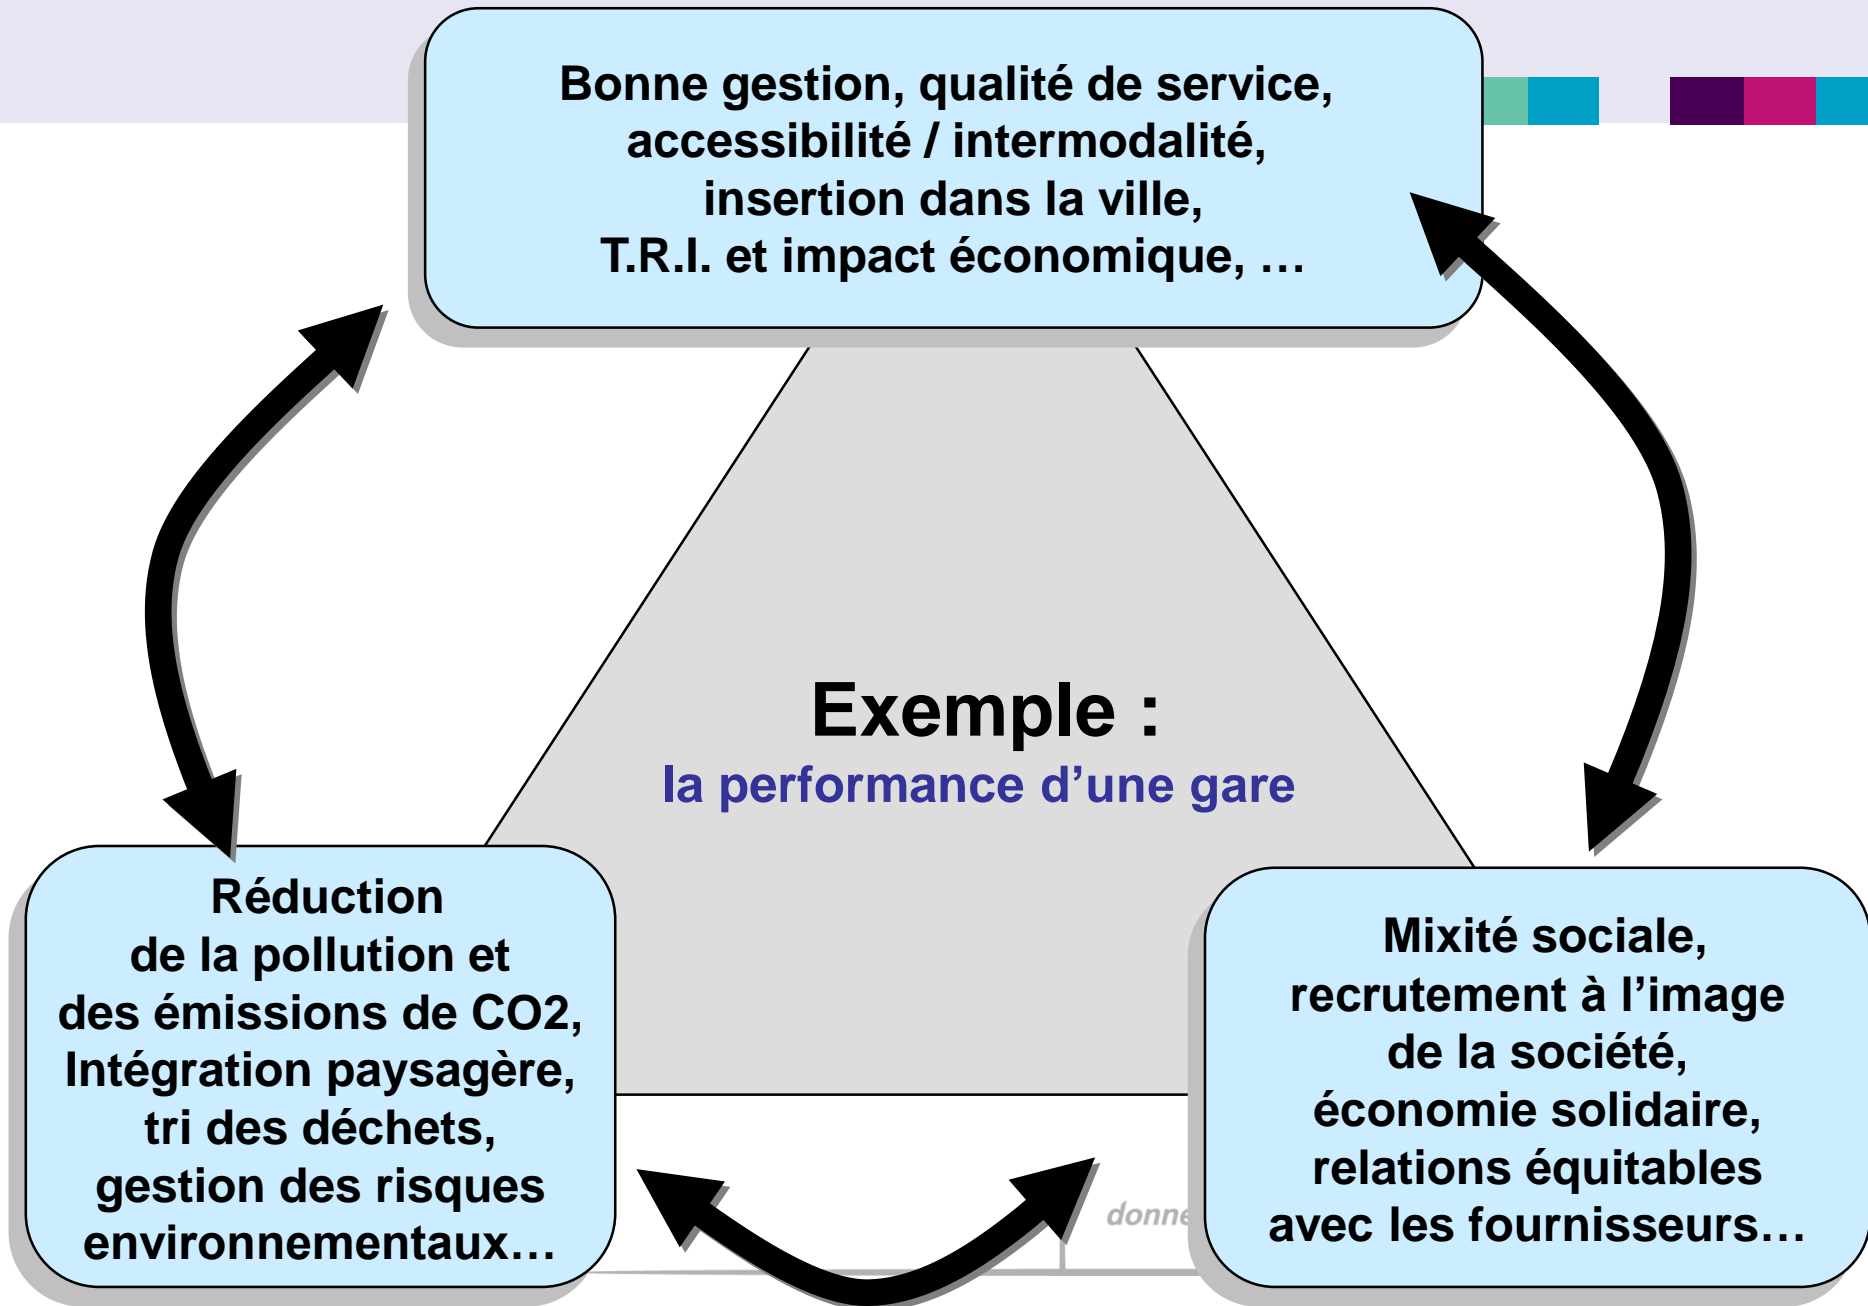 Bonne gestion, qualité de service,
accessibilité / intermodalité,
insertion dans la ville,
T.R.I. et impact économique, …
Exemple :
la performance d’une gare
Réduction
de la pollution et
des émissions de CO2,
Intégration paysagère,
tri des déchets,
gestion des risques
environnementaux…
Mixité sociale,
recrutement à l’image
de la société,
économie solidaire,
relations équitables
avec les fournisseurs…
donne